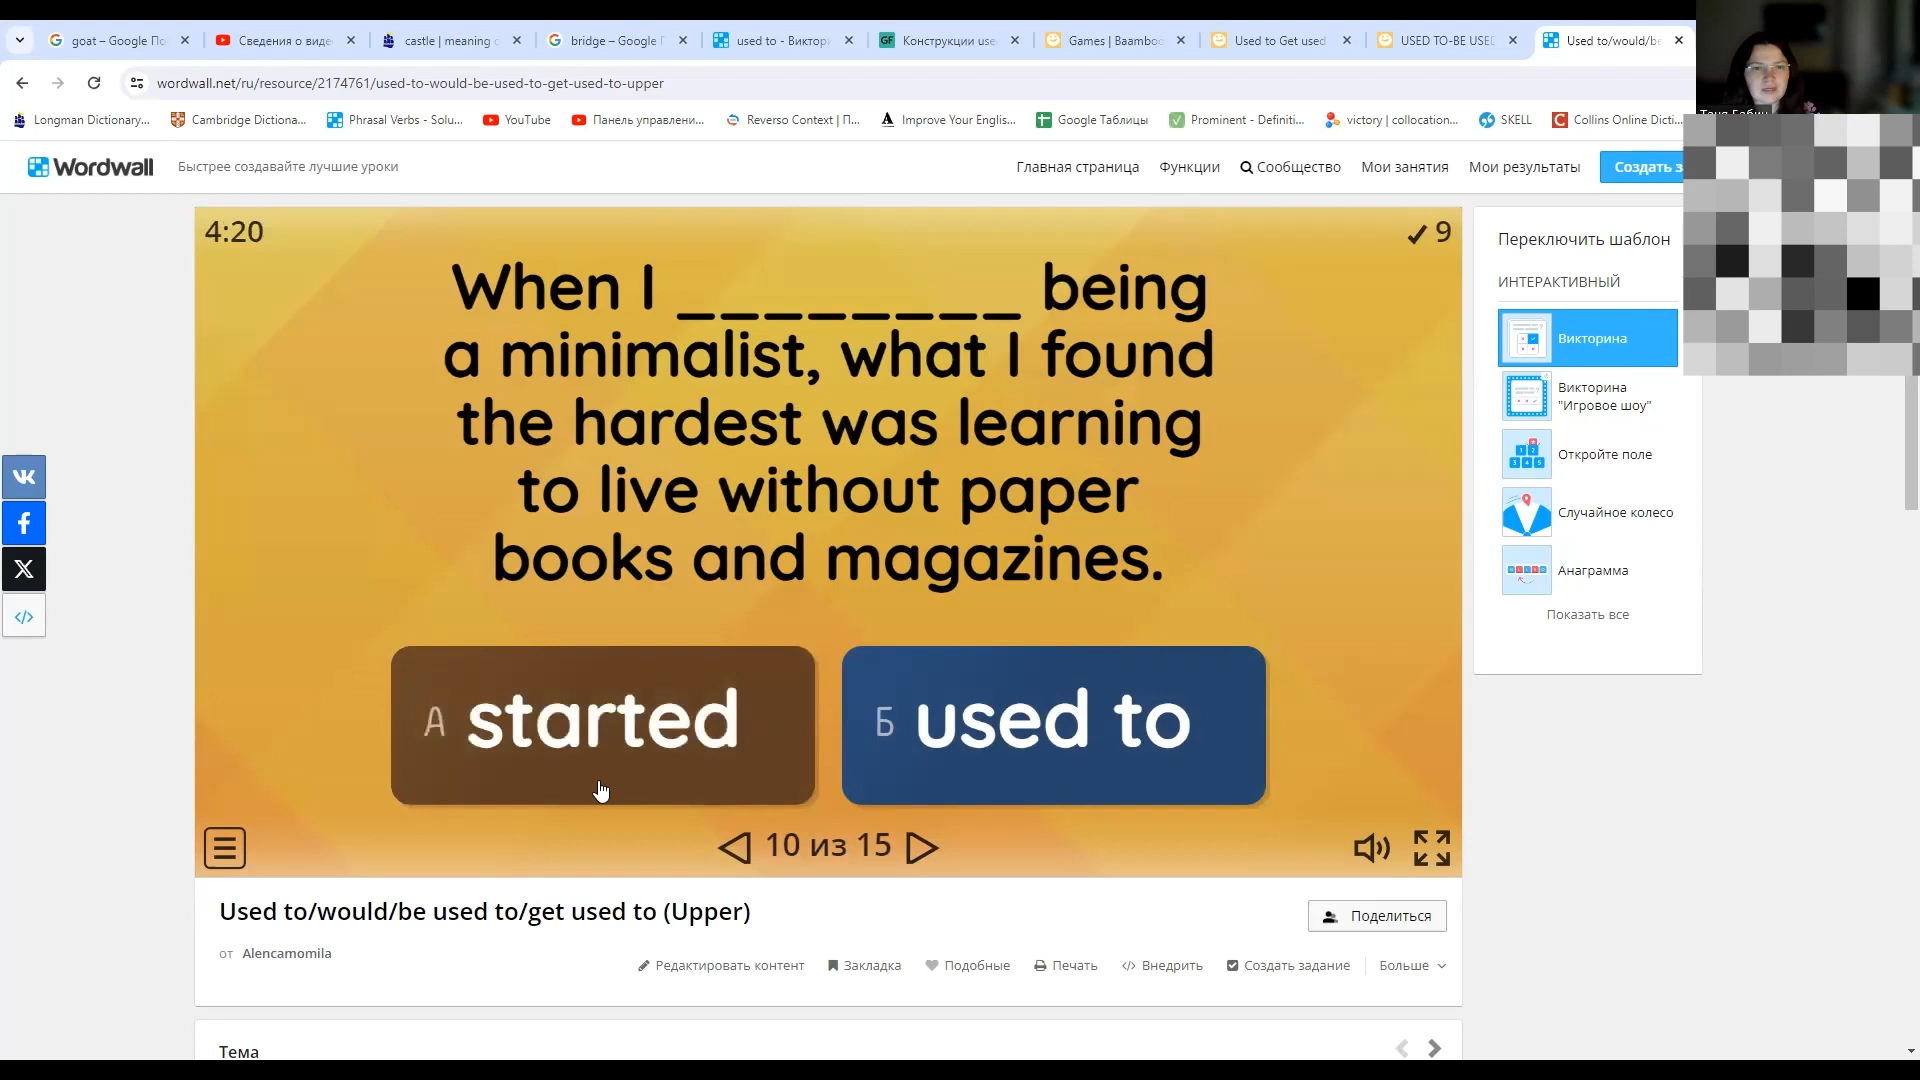 goat – Google По
Сведения о виде
castle | meaning
bridge – Google П
used to - Виктори
Конструкции use
Games | Baamboo
Used to Get used
USED TO-BE USED
Used to/would/be
wordwall.net/ru/resource/2174761/used-to-would-be-used-to-get-used-to-upper
Longman Dictionary...
Cambridge Dictiona...
Phrasal Verbs - Solu...
YouTube
Панель управлени...
Reverso Context | П...
Improve Your Englis...
Google Таблицы
Prominent - Definiti...
victory | collocation...
SKELL
Collins Online Dicti...
Wordwall
Быстрее создавайте лучшие уроки
Главная страница
Функции
Сообщество
Мои занятия
Мои результаты
Создать з
4:20
9
When I ________ being
a minimalist, what I found
the hardest was learning
to live without paper
books and magazines.
А started
Б used to
10 из 15
Переключить шаблон
ИНТЕРАКТИВНЫЙ
Викторина
Викторина
"Игровое шоу"
Откройте поле
Случайное колесо
Анаграмма
Показать все
Used to/would/be used to/get used to (Upper)
Поделиться
от Alencamomila
Редактировать контент
Закладка
Подобные
Печать
Внедрить
Создать задание
Больше
Тема